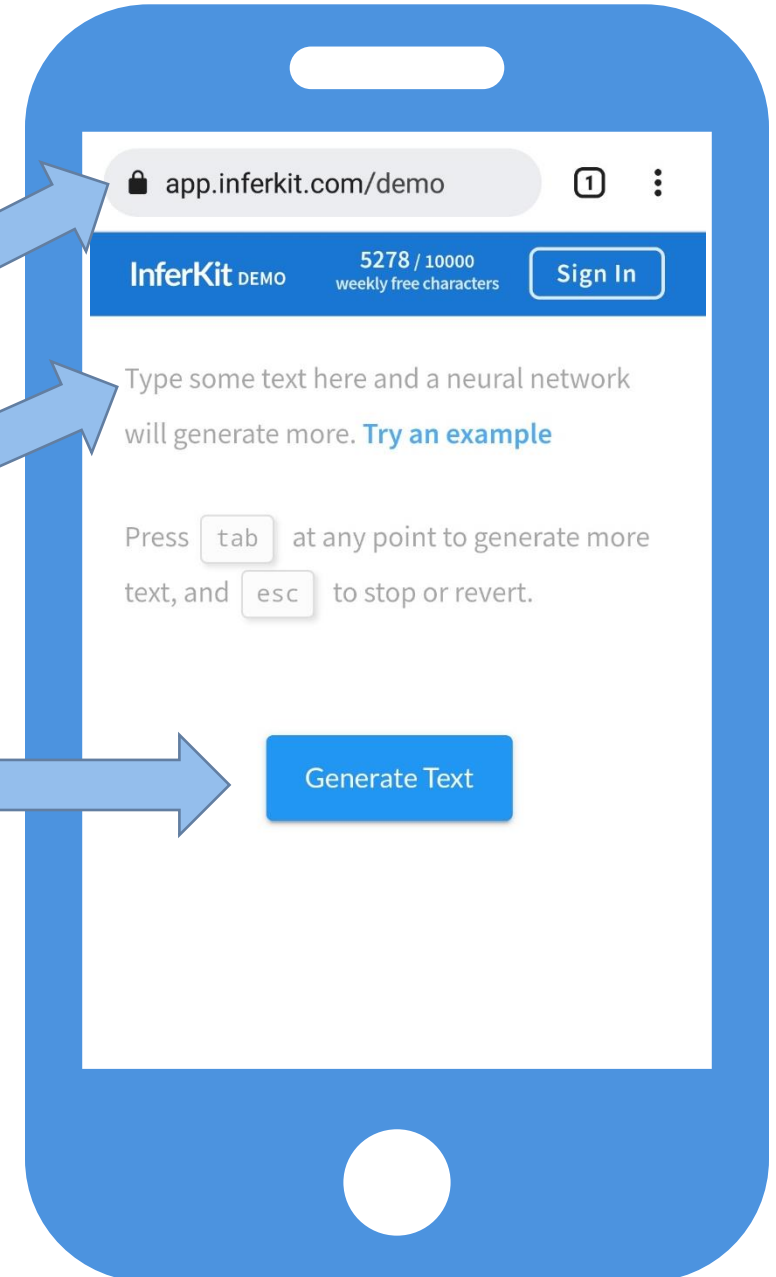 app.inferkit.com/demo 1
InferKit DEMO 5278 / 10000 Sign In
weekly free characters
Type some text here and a neural network
will generate more. Try an example
Press tab at any point to generate more
text, and esc to stop or revert.
Generate Text